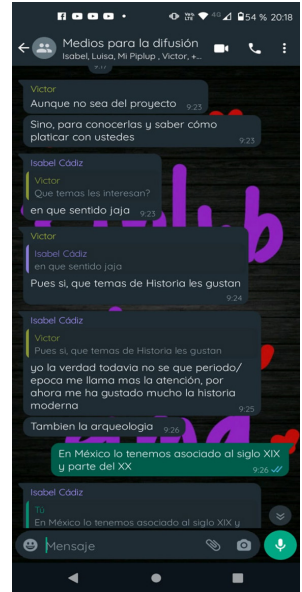 54 % 20:18
Medios para la difusión
Isabel, Luisa, Mi Piplup , Victor, +...
9:17
Victor
Aunque no sea del proyecto 9:23
Sino, para conocerlas y saber cómo
platicar con ustedes
9:23
Isabel Cádiz
Victor
Que temas les interesan?
en que sentido jaja 9:23
Victor
Isabel Cádiz
en que sentido jaja
Pues si, que temas de Historia les gustan
9:24
Isabel Cádiz
Victor
Pues si, que temas de Historia les gustan
yo la verdad todavia no se que periodo/
epoca me llama mas la atención, por
ahora me ha gustado mucho la historia
moderna
9:25
Tambien la arqueologia 9:26
En México lo tenemos asociado al siglo XIX
y parte del XX
9:26
Isabel Cádiz
Tú
En México lo tenemos asociado al siglo XIX y
Mensaje